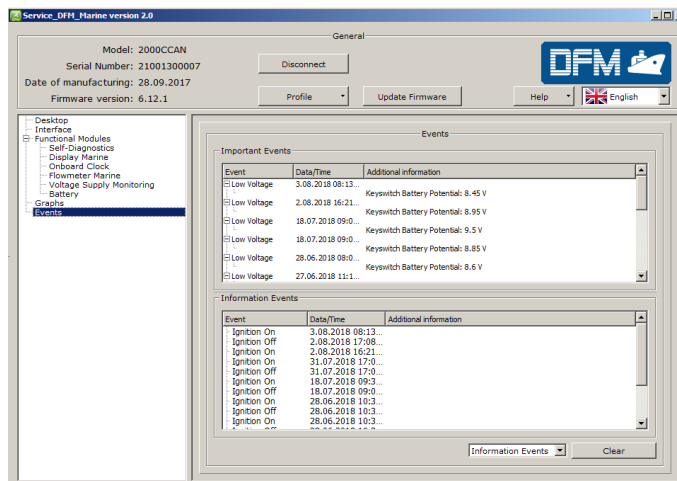 Service_DFM_Marine version 2.0
General
Model: 2000CCAN
Serial Number: 21001300007
Date of manufacturing: 28.09.2017
Firmware version: 6.12.1
Disconnect
Profile
Update Firmware
DFM
Help
English
Desktop
Interface
Functional Modules
Self-Diagnostics
Display Marine
Onboard Clock
Flowmeter Marine
Voltage Supply Monitoring
Battery
Graphs
Events
Events
Important Events
Event Data/Time Additional information
Low Voltage 3.08.2018 08:13...
Keyswitch Battery Potential: 8.45 V
Low Voltage 2.08.2018 16:21...
Keyswitch Battery Potential: 8.95 V
Low Voltage 18.07.2018 09:0...
Keyswitch Battery Potential: 9.5 V
Low Voltage 18.07.2018 09:0...
Keyswitch Battery Potential: 8.85 V
Low Voltage 28.06.2018 08:0...
Keyswitch Battery Potential: 8.6 V
Low Voltage 27.06.2018 11:1...
Information Events
Event Data/Time Additional information
Ignition On 3.08.2018 08:13...
Ignition Off 2.08.2018 17:08...
Ignition On 2.08.2018 16:21...
Ignition Off 31.07.2018 17:0...
Ignition On 31.07.2018 17:0...
Ignition On 18.07.2018 09:3...
Ignition Off 18.07.2018 09:0...
Ignition On 28.06.2018 10:3...
Ignition Off 28.06.2018 10:3...
Ignition On 28.06.2018 10:3...
Ignition Off
Information Events
Clear